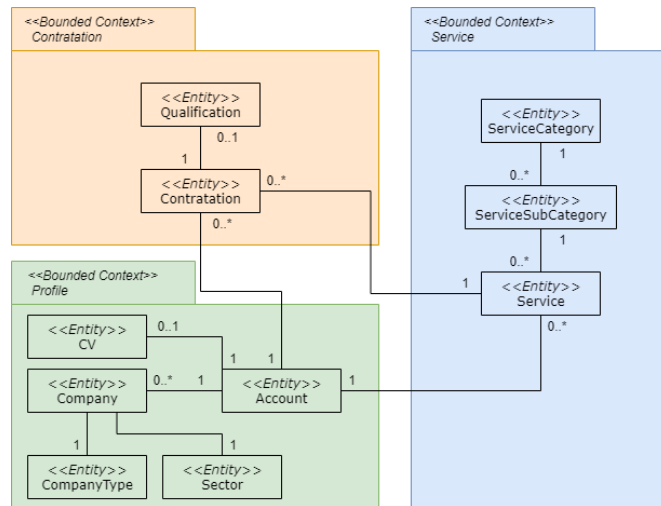 <<Bounded Context>>
Contratation
<<Entity>>
Qualification
0..1
1
<<Entity>>
Contratation
0..*
0..*
<<Bounded Context>>
Service
<<Entity>>
ServiceCategory
1
0..*
<<Entity>>
ServiceSubCategory
1
0..*
<<Entity>>
Service
1
0..*
<<Bounded Context>>
Profile
<<Entity>>
CV
0..1
1
1
<<Entity>>
Company
0..*
1
<<Entity>>
Account
1
1
1
<<Entity>>
CompanyType
<<Entity>>
Sector